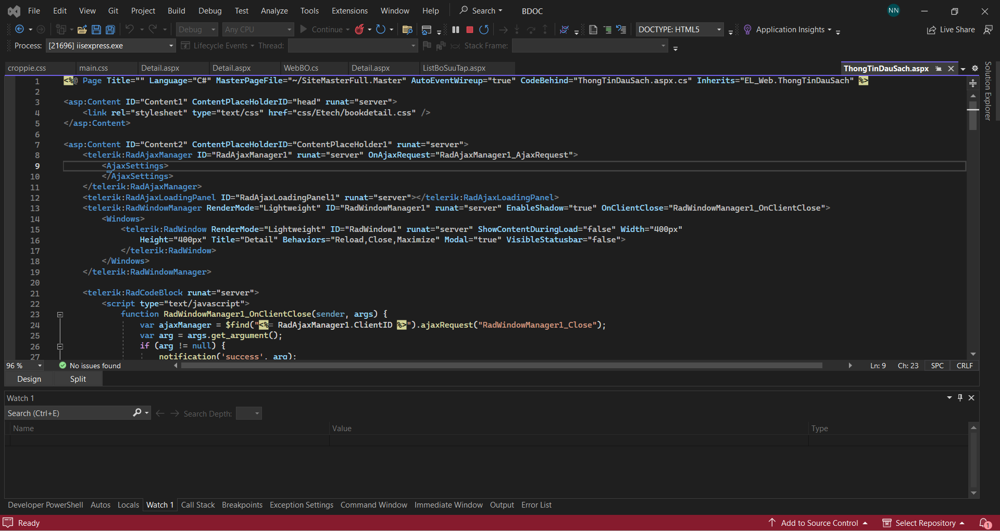 File Edit View Git Project Build Debug Test Analyze Tools Extensions Window Help Search BDOC NN
Debug Any CPU Continue DOCTYPE: HTML5 Application Insights Live Share
Process: [21696] iisexpress.exe Lifecycle Events Thread: Stack Frame:
croppie.css main.css Detail.aspx Detail.aspx WebBO.cs Detail.aspx ListBoSuuTap.aspx ThongTinDauSach.aspx
Solution Explorer
1 <%@ Page Title="" Language="C#" MasterPageFile="~/SiteMasterFull.Master" AutoEventWireup="true" CodeBehind="ThongTinDauSach.aspx.cs" Inherits="EL_Web.ThongTinDauSach" %>
2
3 <asp:Content ID="Content1" ContentPlaceHolderID="head" runat="server">
4 <link rel="stylesheet" type="text/css" href="css/Etech/bookdetail.css" />
5 </asp:Content>
6
7 <asp:Content ID="Content2" ContentPlaceHolderID="ContentPlaceHolder1" runat="server">
8 <telerik:RadAjaxManager ID="RadAjaxManager1" runat="server" OnAjaxRequest="RadAjaxManager1_AjaxRequest">
9 <AjaxSettings>
10 </AjaxSettings>
11 </telerik:RadAjaxManager>
12 <telerik:RadAjaxLoadingPanel ID="RadAjaxLoadingPanel1" runat="server"></telerik:RadAjaxLoadingPanel>
13 <telerik:RadWindowManager RenderMode="Lightweight" ID="RadWindowManager1" runat="server" EnableShadow="true" OnClientClose="RadWindowManager1_OnClientClose">
14 <Windows>
15 <telerik:RadWindow RenderMode="Lightweight" ID="RadWindow1" runat="server" ShowContentDuringLoad="false" Width="400px"
16 Height="400px" Title="Detail" Behaviors="Reload,Close,Maximize" Modal="true" VisibleStatusbar="false">
17 </telerik:RadWindow>
18 </Windows>
19 </telerik:RadWindowManager>
20
21 <telerik:RadCodeBlock runat="server">
22 <script type="text/javascript">
23 function RadWindowManager1_OnClientClose(sender, args) {
24 var ajaxManager = $find("<%= RadAjaxManager1.ClientID %>").ajaxRequest("RadWindowManager1_Close");
25 var arg = args.get_argument();
26 if (arg != null) {
27 notification('success', arg);
96 % No issues found Ln: 9 Ch: 23 SPC CRLF
Design Split
Watch 1
Search (Ctrl+E) Search Depth:
Name Value Type
Developer PowerShell Autos Locals Watch 1 Call Stack Breakpoints Exception Settings Command Window Immediate Window Output Error List
Ready Add to Source Control Select Repository 1